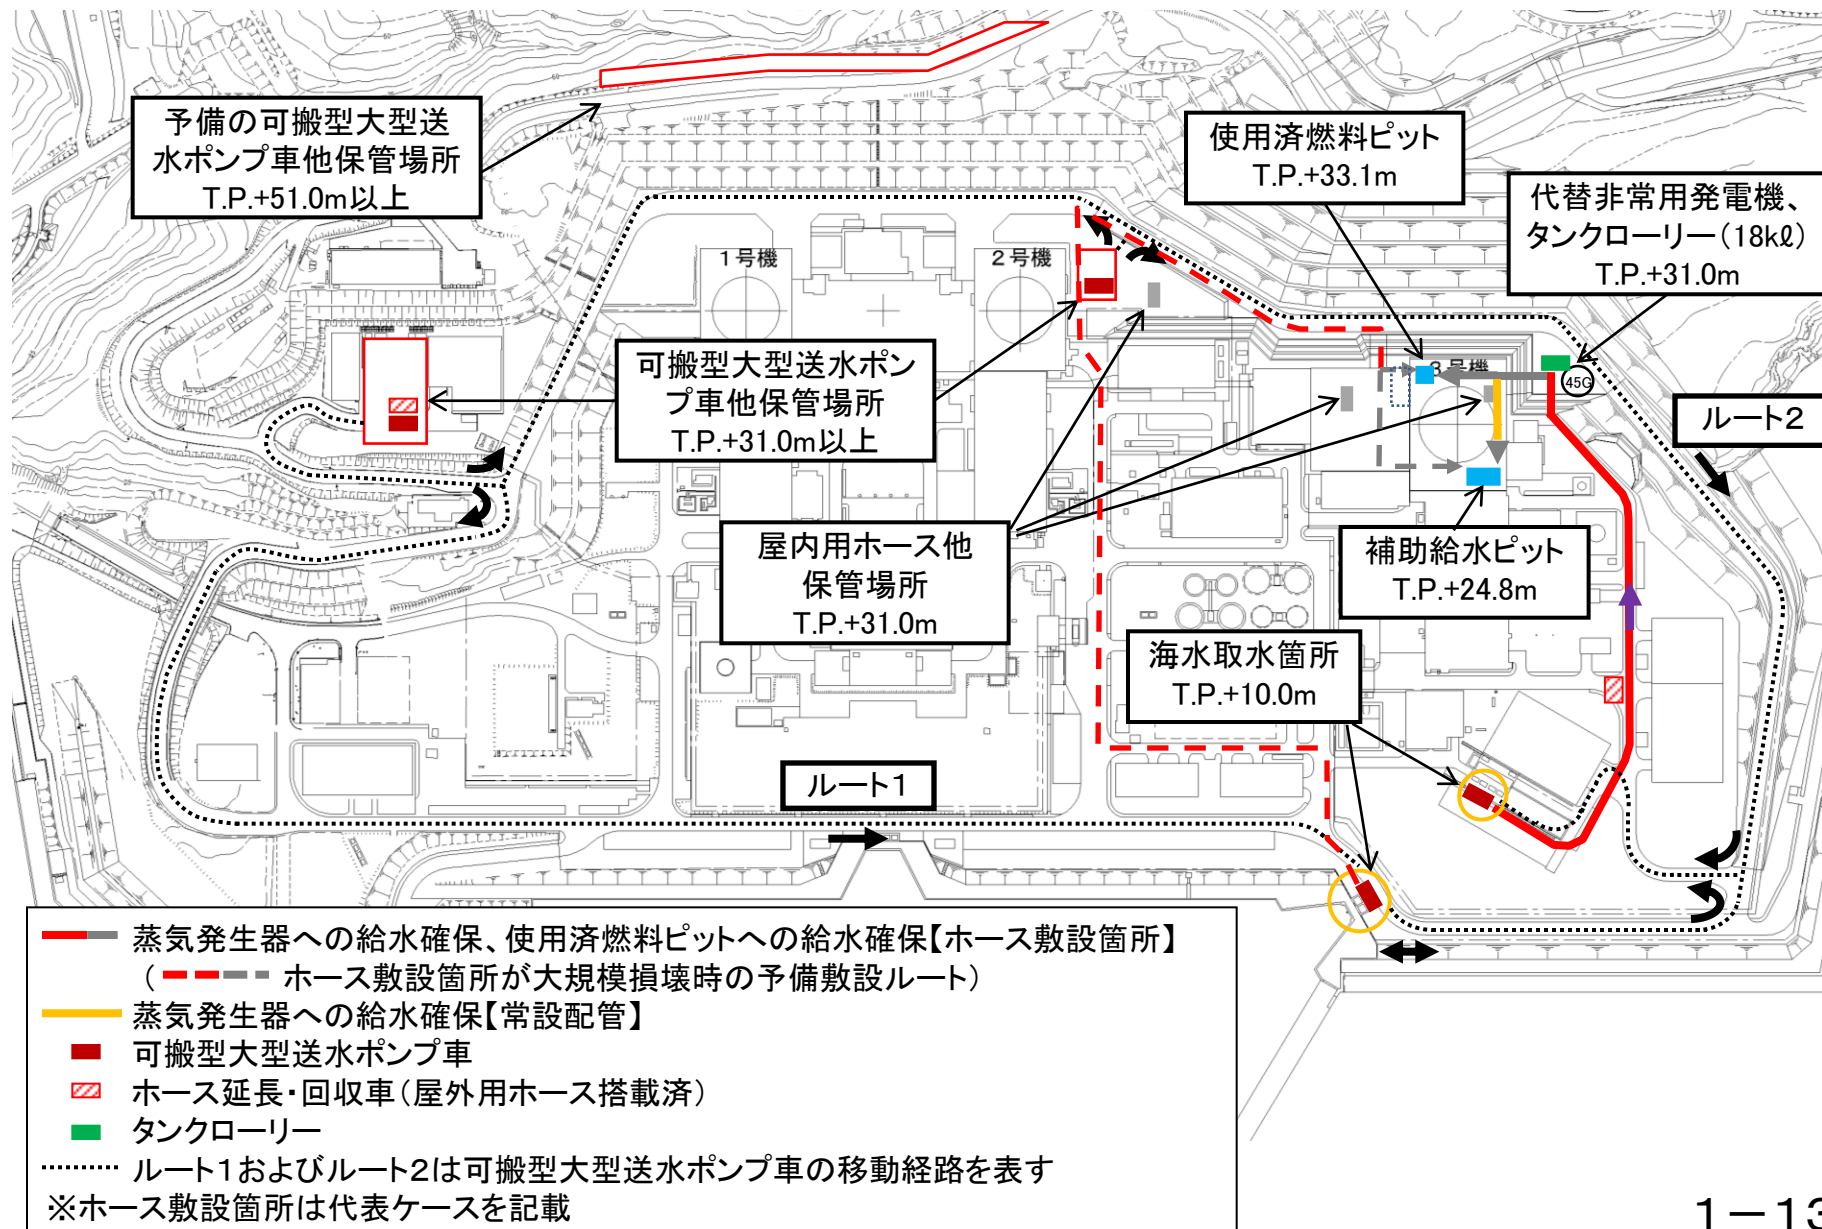 予備の可搬型大型送
水ポンプ車他保管場所
T.P.+51.0m以上
使用済燃料ピット
T.P.+33.1m
代替非常用発電機、
タンクローリー(18kℓ)
T.P.+31.0m
1号機
2号機
3号機
45G
可搬型大型送水ポン
プ車他保管場所
T.P.+31.0m以上
ルート2
屋内用ホース他
保管場所
T.P.+31.0m
補助給水ピット
T.P.+24.8m
海水取水箇所
T.P.+10.0m
ルート1
蒸気発生器への給水確保、使用済燃料ピットへの給水確保【ホース敷設箇所】
( ホース敷設箇所が大規模損壊時の予備敷設ルート)
蒸気発生器への給水確保【常設配管】
可搬型大型送水ポンプ車
ホース延長・回収車(屋外用ホース搭載済)
タンクローリー
ルート1およびルート2は可搬型大型送水ポンプ車の移動経路を表す
※ホース敷設箇所は代表ケースを記載
1-13